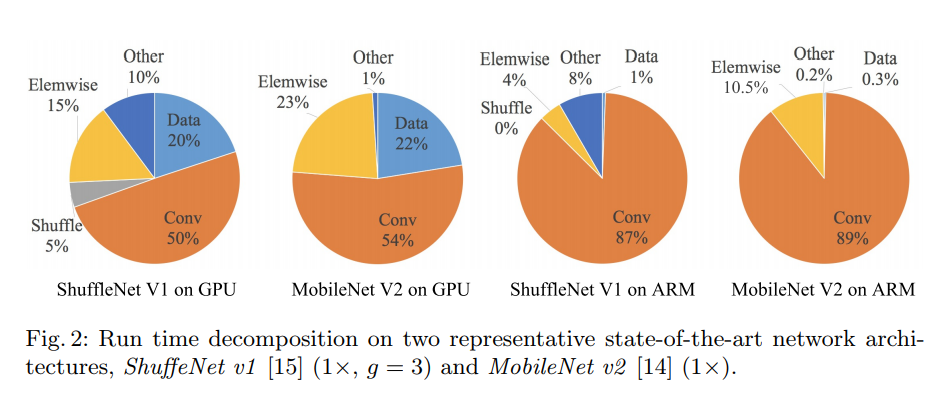 Other
10%
Elemwise
15%
Data
20%
Conv
50%
Shuffle
5%
ShuffleNet V1 on GPU
Other
1%
Elemwise
23%
Data
22%
Conv
54%
MobileNet V2 on GPU
Elemwise
4%
Other
8%
Data
1%
Shuffle
0%
Conv
87%
ShuffleNet V1 on ARM
Elemwise
10.5%
Other
0.2%
Data
0.3%
Conv
89%
MobileNet V2 on ARM
Fig. 2: Run time decomposition on two representative state-of-the-art network archi-
tectures, ShuffeNet v1 [15] (1×, g = 3) and MobileNet v2 [14] (1×).